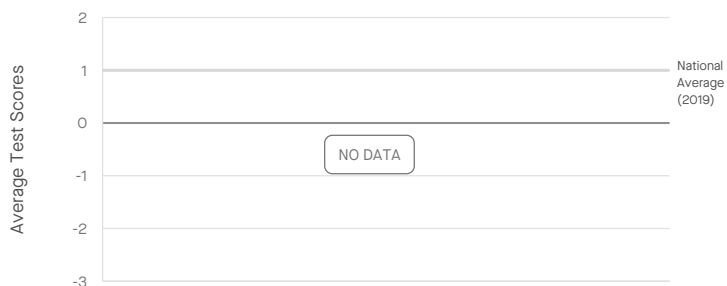 2
1
National
Average
(2019)
0
NO DATA
-1
-2
-3
Average Test Scores